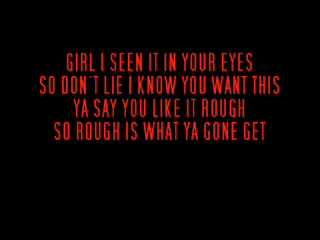 GIRL I SEEN IT IN YOUR EYES
SO DON'T LIE I KNOW YOU WANT THIS
YA SAY YOU LIKE IT ROUGH
SO ROUGH IS WHAT YA GONE GET